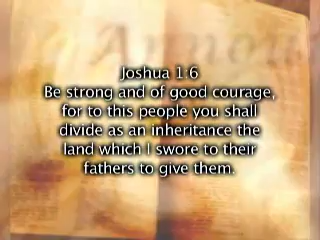 Joshua 1:6
Be strong and of good courage,
for to this people you shall
divide as an inheritance the
land which I swore to their
fathers to give them.